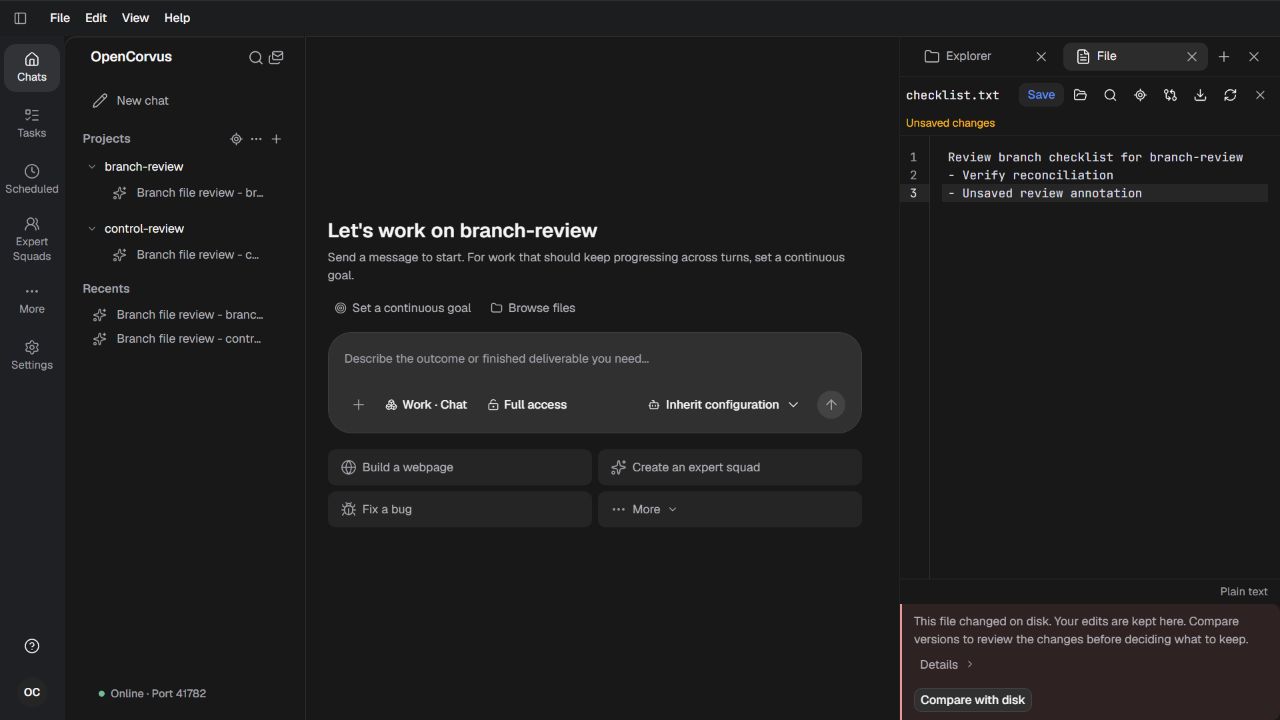 File Edit View Help
Chats
Tasks
Scheduled
Expert
Squads
More
Settings
OC
OpenCorvus
New chat
Projects
branch-review
Branch file review - br...
control-review
Branch file review - c...
Recents
Branch file review - branc...
Branch file review - contr...
Online · Port 41782
Let's work on branch-review
Send a message to start. For work that should keep progressing across turns, set a continuous
goal.
Set a continuous goal Browse files
Describe the outcome or finished deliverable you need...
Work · Chat Full access Inherit configuration
Build a webpage Create an expert squad
Fix a bug More
Explorer File
checklist.txt Save
Unsaved changes
1 Review branch checklist for branch-review
2 - Verify reconciliation
3 - Unsaved review annotation
Plain text
This file changed on disk. Your edits are kept here. Compare
versions to review the changes before deciding what to keep.
Details
Compare with disk